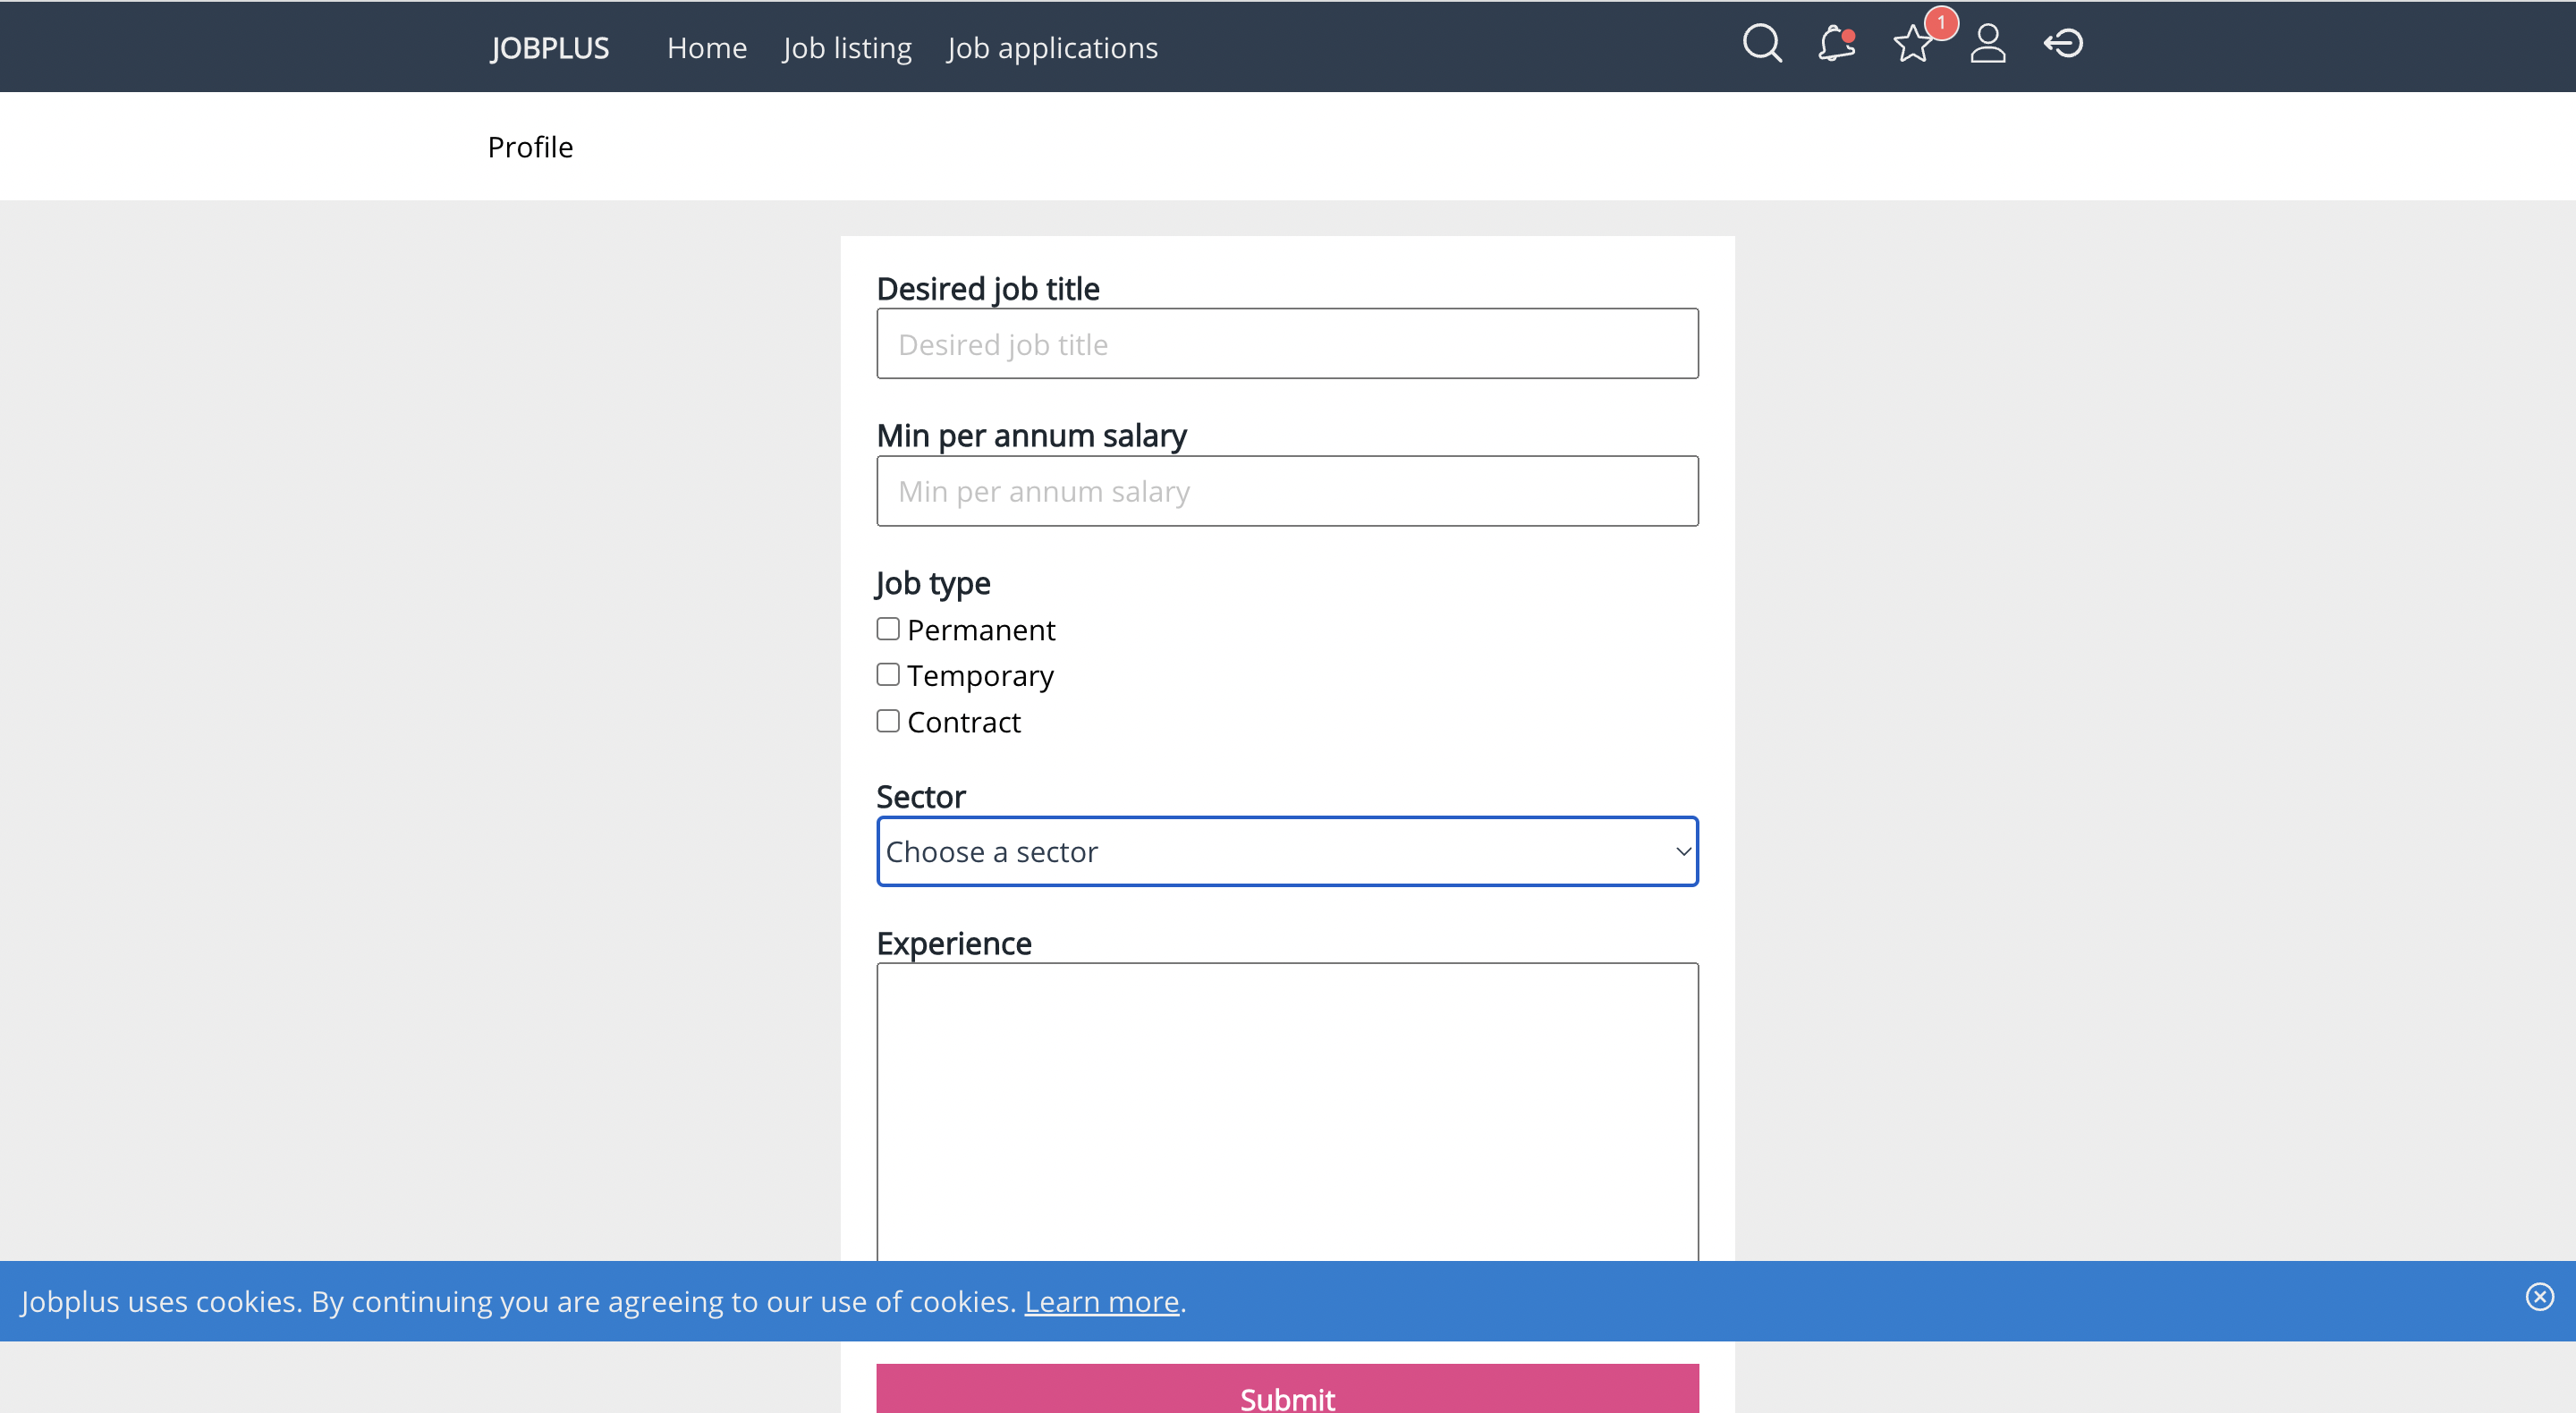 JOBPLUS Home Job listing Job applications 1
Profile
Desired job title
Desired job title
Min per annum salary
Min per annum salary
Job type
Permanent
Temporary
Contract
Sector
Choose a sector
Experience
Jobplus uses cookies. By continuing you are agreeing to our use of cookies. Learn more.
Submit